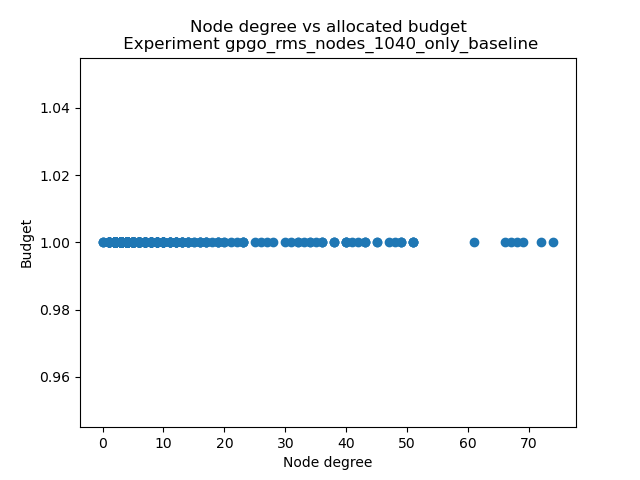 Node degree vs allocated budget
Experiment gpgo_rms_nodes_1040_only_baseline
1.04
1.02
1.00
0.98
0.96
Budget
0 10 20 30 40 50 60 70
Node degree